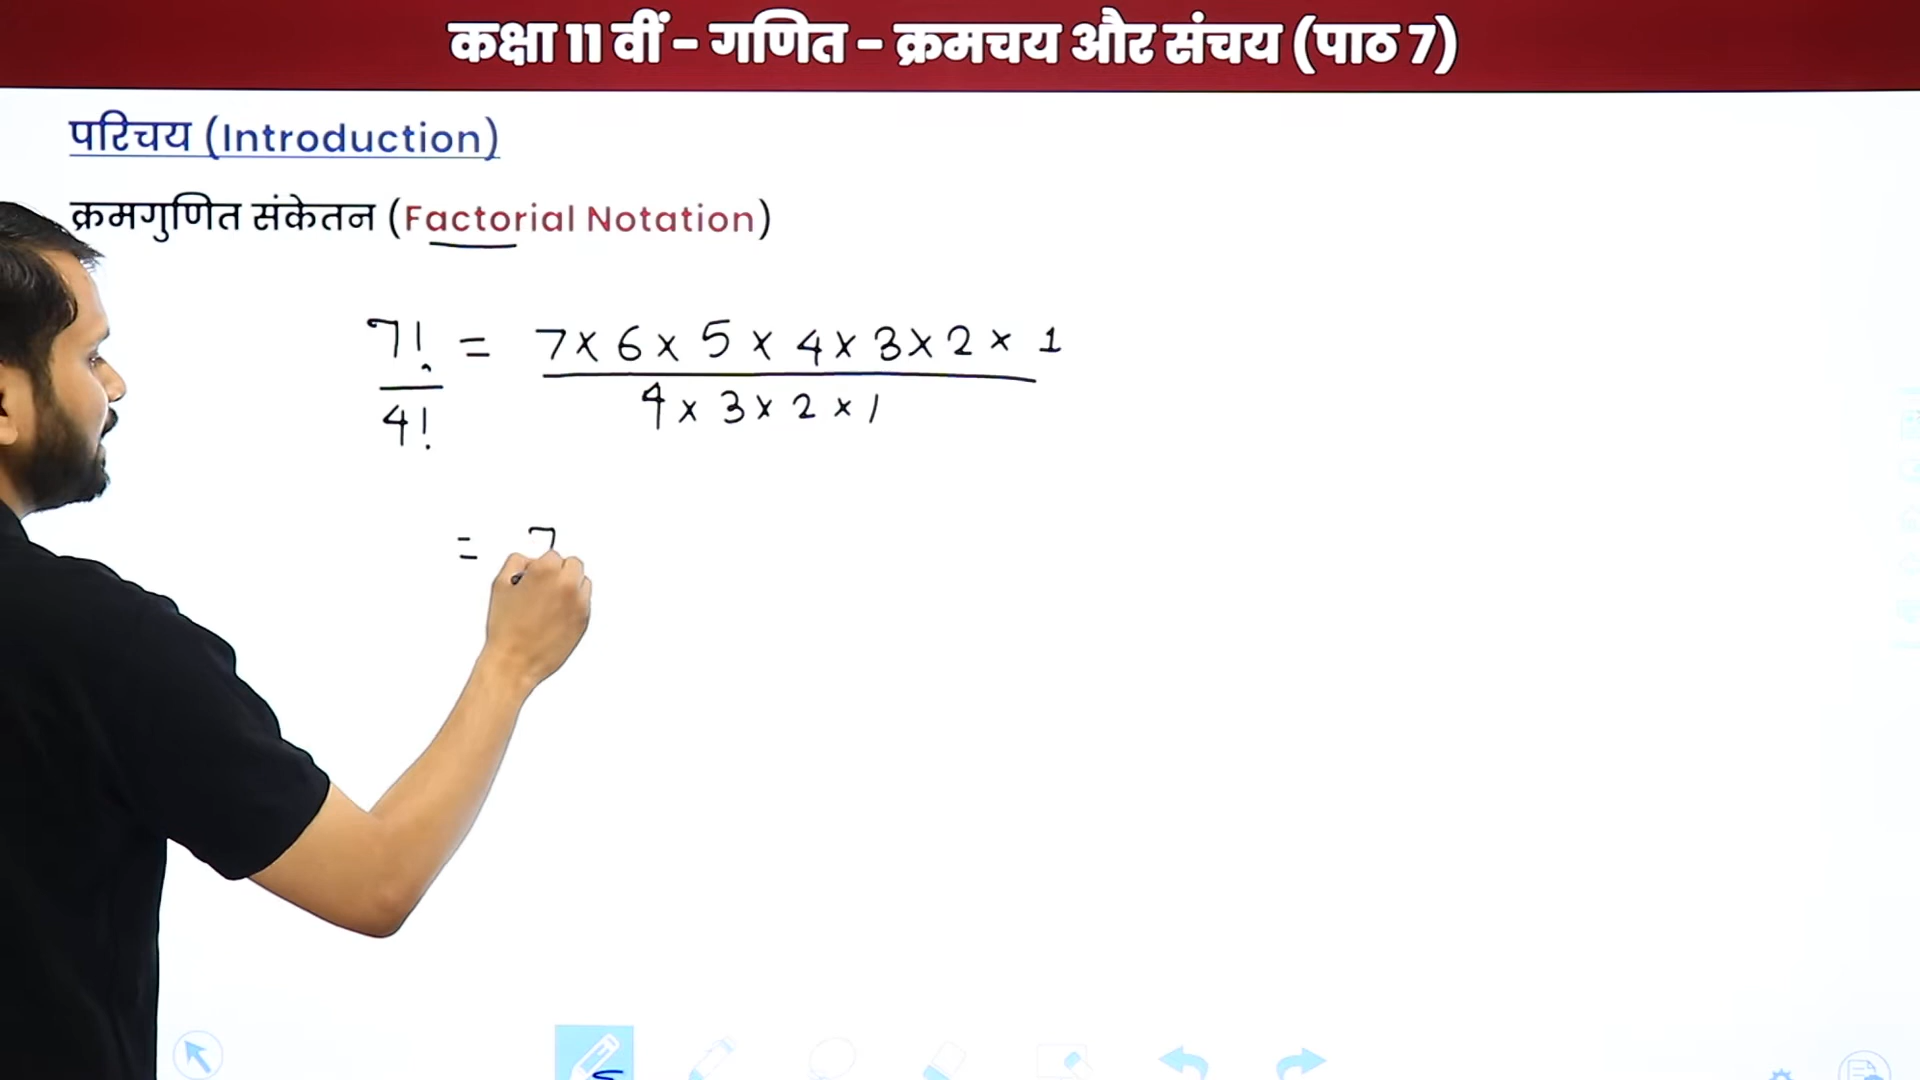 कक्षा 11 वीं - गणित - क्रमचय और संचय (पाठ 7)
परिचय (Introduction)
क्रमगुणित संकेतन (Factorial Notation)
7! / 4! = 7 × 6 × 5 × 4 × 3 × 2 × 1 / 4 × 3 × 2 × 1
= 7